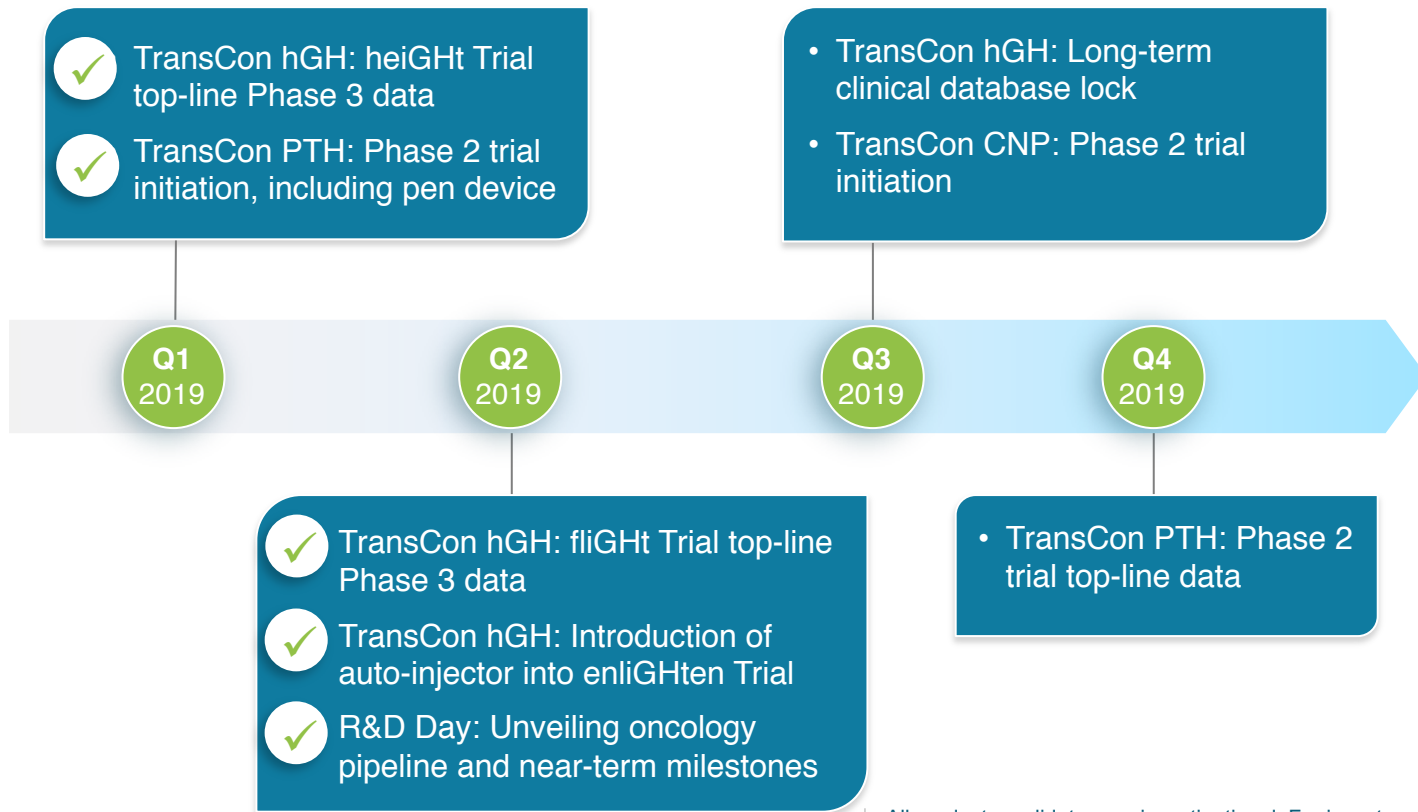 TransCon hGH: heiGHt Trial
top-line Phase 3 data
TransCon PTH: Phase 2 trial
initiation, including pen device
• TransCon hGH: Long-term
clinical database lock
• TransCon CNP: Phase 2 trial
initiation
Q1
2019
Q2
2019
Q3
2019
Q4
2019
TransCon hGH: fliGHt Trial top-line
Phase 3 data
TransCon hGH: Introduction of
auto-injector into enliGHten Trial
R&D Day: Unveiling oncology
pipeline and near-term milestones
• TransCon PTH: Phase 2
trial top-line data